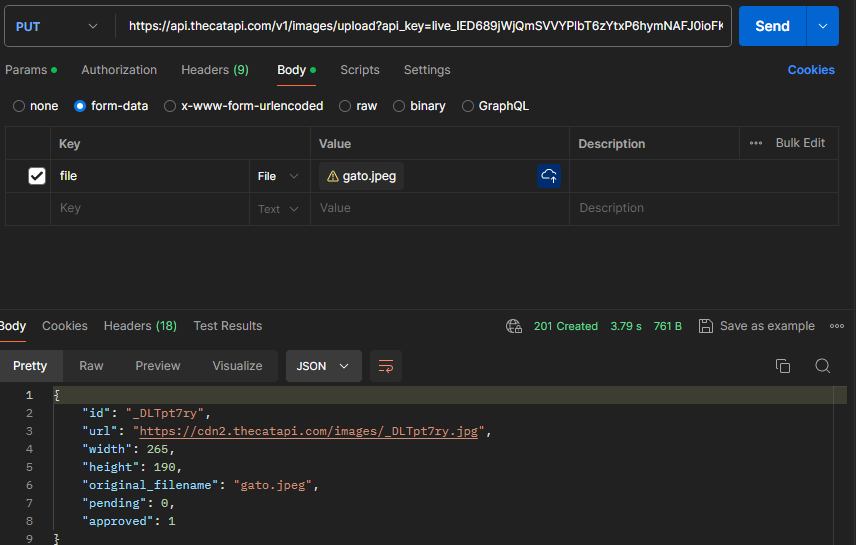 PUT https://api.thecatapi.com/v1/images/upload?api_key=live_IED689jWjQmSVVYPlbT6zYtxP6hymNAFJ0ioFK Send
Params Authorization Headers (9) Body Scripts Settings Cookies
none form-data x-www-form-urlencoded raw binary GraphQL
Key Value Description ••• Bulk Edit
file File gato.jpeg
Key Text Value Description
Body Cookies Headers (18) Test Results 201 Created 3.79 s 761 B Save as example •••
Pretty Raw Preview Visualize JSON
1 {
2 "id": "_DLTpt7ry",
3 "url": "https://cdn2.thecatapi.com/images/_DLTpt7ry.jpg",
4 "width": 265,
5 "height": 190,
6 "original_filename": "gato.jpeg",
7 "pending": 0,
8 "approved": 1
9 }